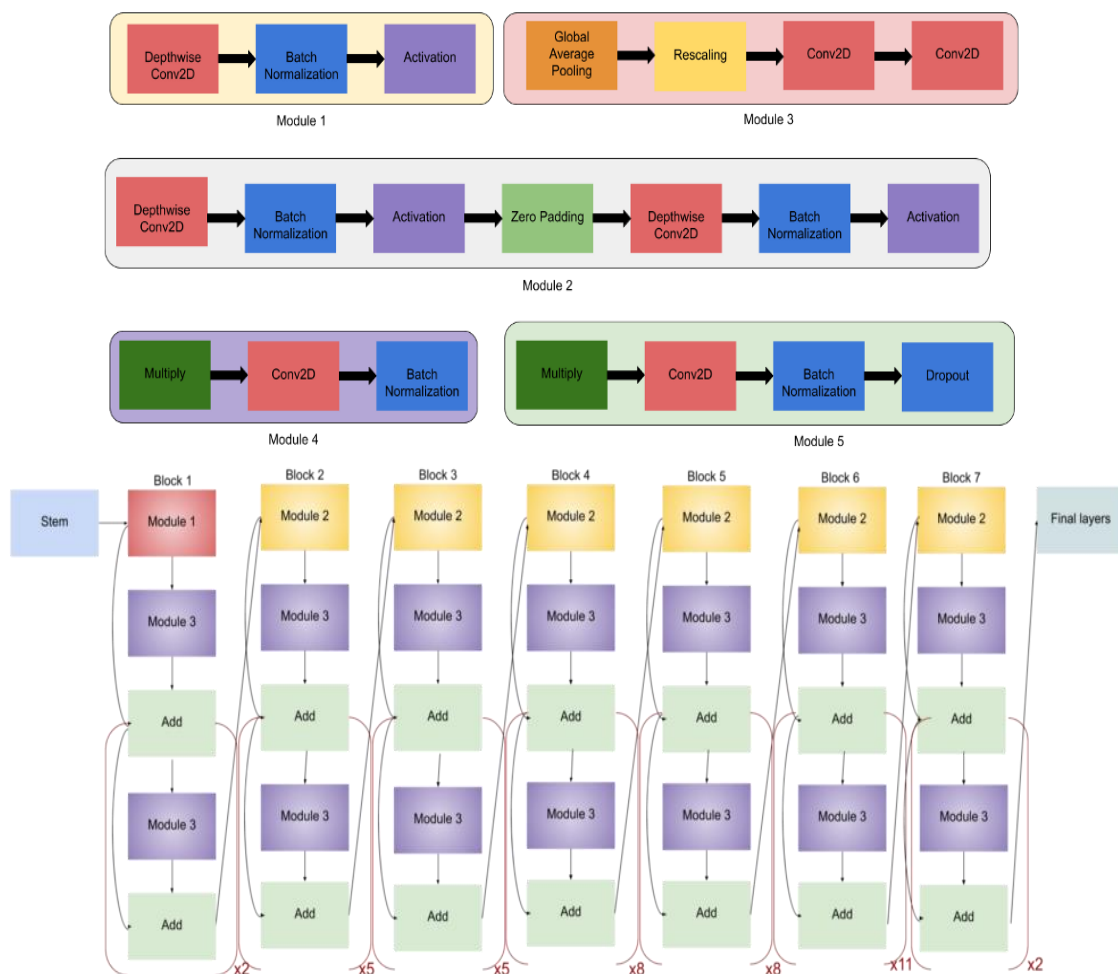 Depthwise
Conv2D
Batch
Normalization
Activation
Module 1
Global
Average
Pooling
Rescaling
Conv2D
Conv2D
Module 3
Depthwise
Conv2D
Batch
Normalization
Activation
Zero Padding
Depthwise
Conv2D
Batch
Normalization
Activation
Module 2
Multiply
Conv2D
Batch
Normalization
Module 4
Multiply
Conv2D
Batch
Normalization
Dropout
Module 5
Block 1
Block 2
Block 3
Block 4
Block 5
Block 6
Block 7
Stem
Module 1
Module 2
Module 2
Module 2
Module 2
Module 2
Module 2
Final layers
Module 3
Module 3
Module 3
Module 3
Module 3
Module 3
Module 3
Add
Add
Add
Add
Add
Add
Add
Module 3
Module 3
Module 3
Module 3
Module 3
Module 3
Module 3
Add
Add
Add
Add
Add
Add
Add
x2
x5
x5
x8
x8
x11
x2